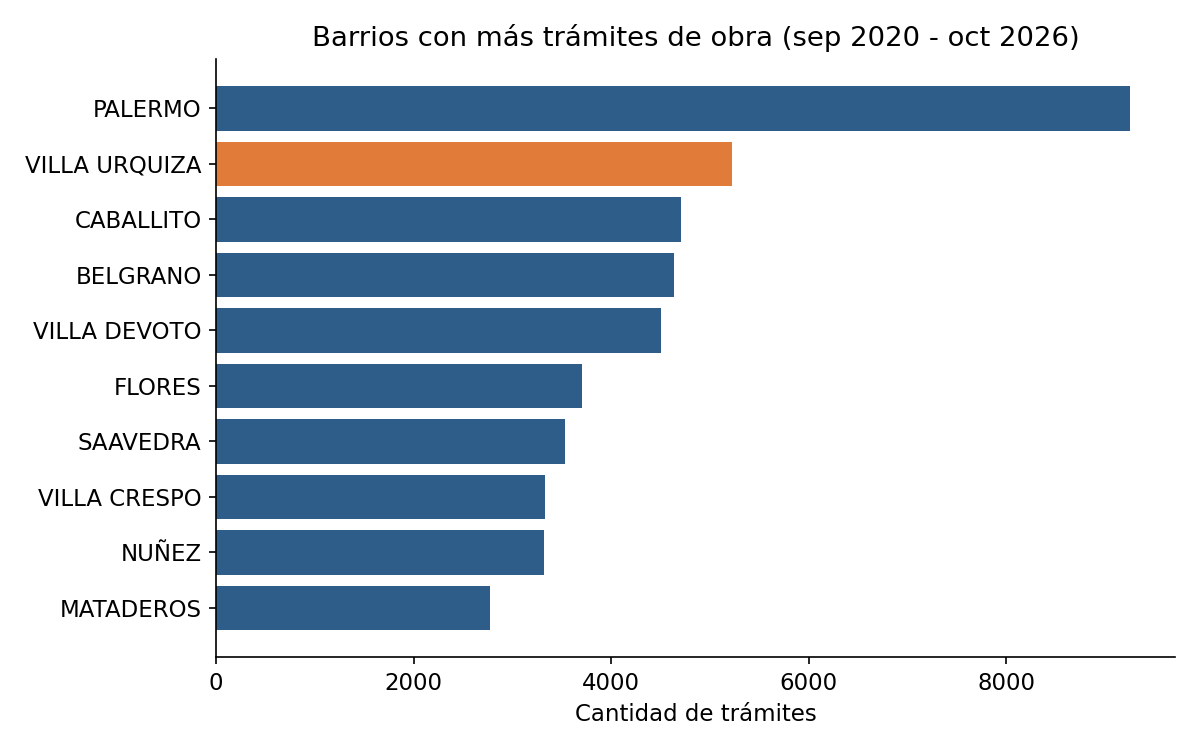 Barrios con más trámites de obra (sep 2020 - oct 2026)
PALERMO
VILLA URQUIZA
CABALLITO
BELGRANO
VILLA DEVOTO
FLORES
SAAVEDRA
VILLA CRESPO
NUÑEZ
MATADEROS
0 2000 4000 6000 8000
Cantidad de trámites